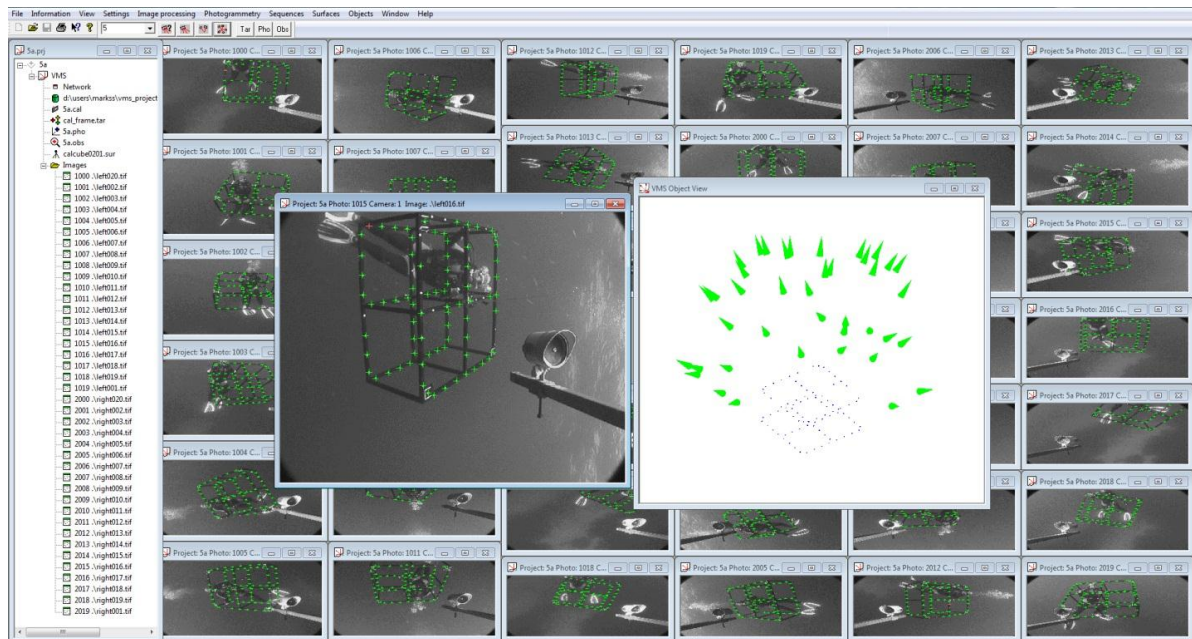 File Information View Settings Image processing Photogrammetry Sequences Surfaces Objects Window Help
5 Tar Pho Obs
5a.prj
5a
VMS
Network
d:\users\markss\vms_project
5a.cal
cal_frame.tar
5a.pho
5a.obs
calcube0201.sur
Images
1000 .\left020.tif
1001 .\left002.tif
1002 .\left003.tif
1003 .\left004.tif
1004 .\left005.tif
1005 .\left006.tif
1006 .\left007.tif
1007 .\left008.tif
1008 .\left009.tif
1009 .\left010.tif
1010 .\left011.tif
1011 .\left012.tif
1012 .\left013.tif
1013 .\left014.tif
1014 .\left015.tif
1015 .\left016.tif
1016 .\left017.tif
1017 .\left018.tif
1018 .\left019.tif
1019 .\left001.tif
2000 .\right020.tif
2001 .\right002.tif
2002 .\right003.tif
2003 .\right004.tif
2004 .\right005.tif
2005 .\right006.tif
2006 .\right007.tif
2007 .\right008.tif
2008 .\right009.tif
2009 .\right010.tif
2010 .\right011.tif
2011 .\right012.tif
2012 .\right013.tif
2013 .\right014.tif
2014 .\right015.tif
2015 .\right016.tif
2016 .\right017.tif
2017 .\right018.tif
2018 .\right019.tif
2019 .\right001.tif
Project: 5a Photo: 1000 C...
Project: 5a Photo: 1006 C...
Project: 5a Photo: 1012 C...
Project: 5a Photo: 1019 C...
Project: 5a Photo: 2006 C...
Project: 5a Photo: 2013 C...
Project: 5a Photo: 1001 C...
Project: 5a Photo: 1007 C...
Project: 5a Photo: 1013 C...
Project: 5a Photo: 2000 C...
Project: 5a Photo: 2007 C...
Project: 5a Photo: 2014 C...
Project: 5a Photo: 1015 Camera: 1 Image: .\left016.tif
VMS Object View
Project: 5a Photo: 1002 C...
Project: 5a Photo: 2015 C...
Project: 5a Photo: 2016 C...
Project: 5a Photo: 1003 C...
Project: 5a Photo: 2017 C...
Project: 5a Photo: 1004 C...
Project: 5a Photo: 2018 C...
Project: 5a Photo: 1005 C...
Project: 5a Photo: 1011 C...
Project: 5a Photo: 1018 C...
Project: 5a Photo: 2005 C...
Project: 5a Photo: 2012 C...
Project: 5a Photo: 2019 C...